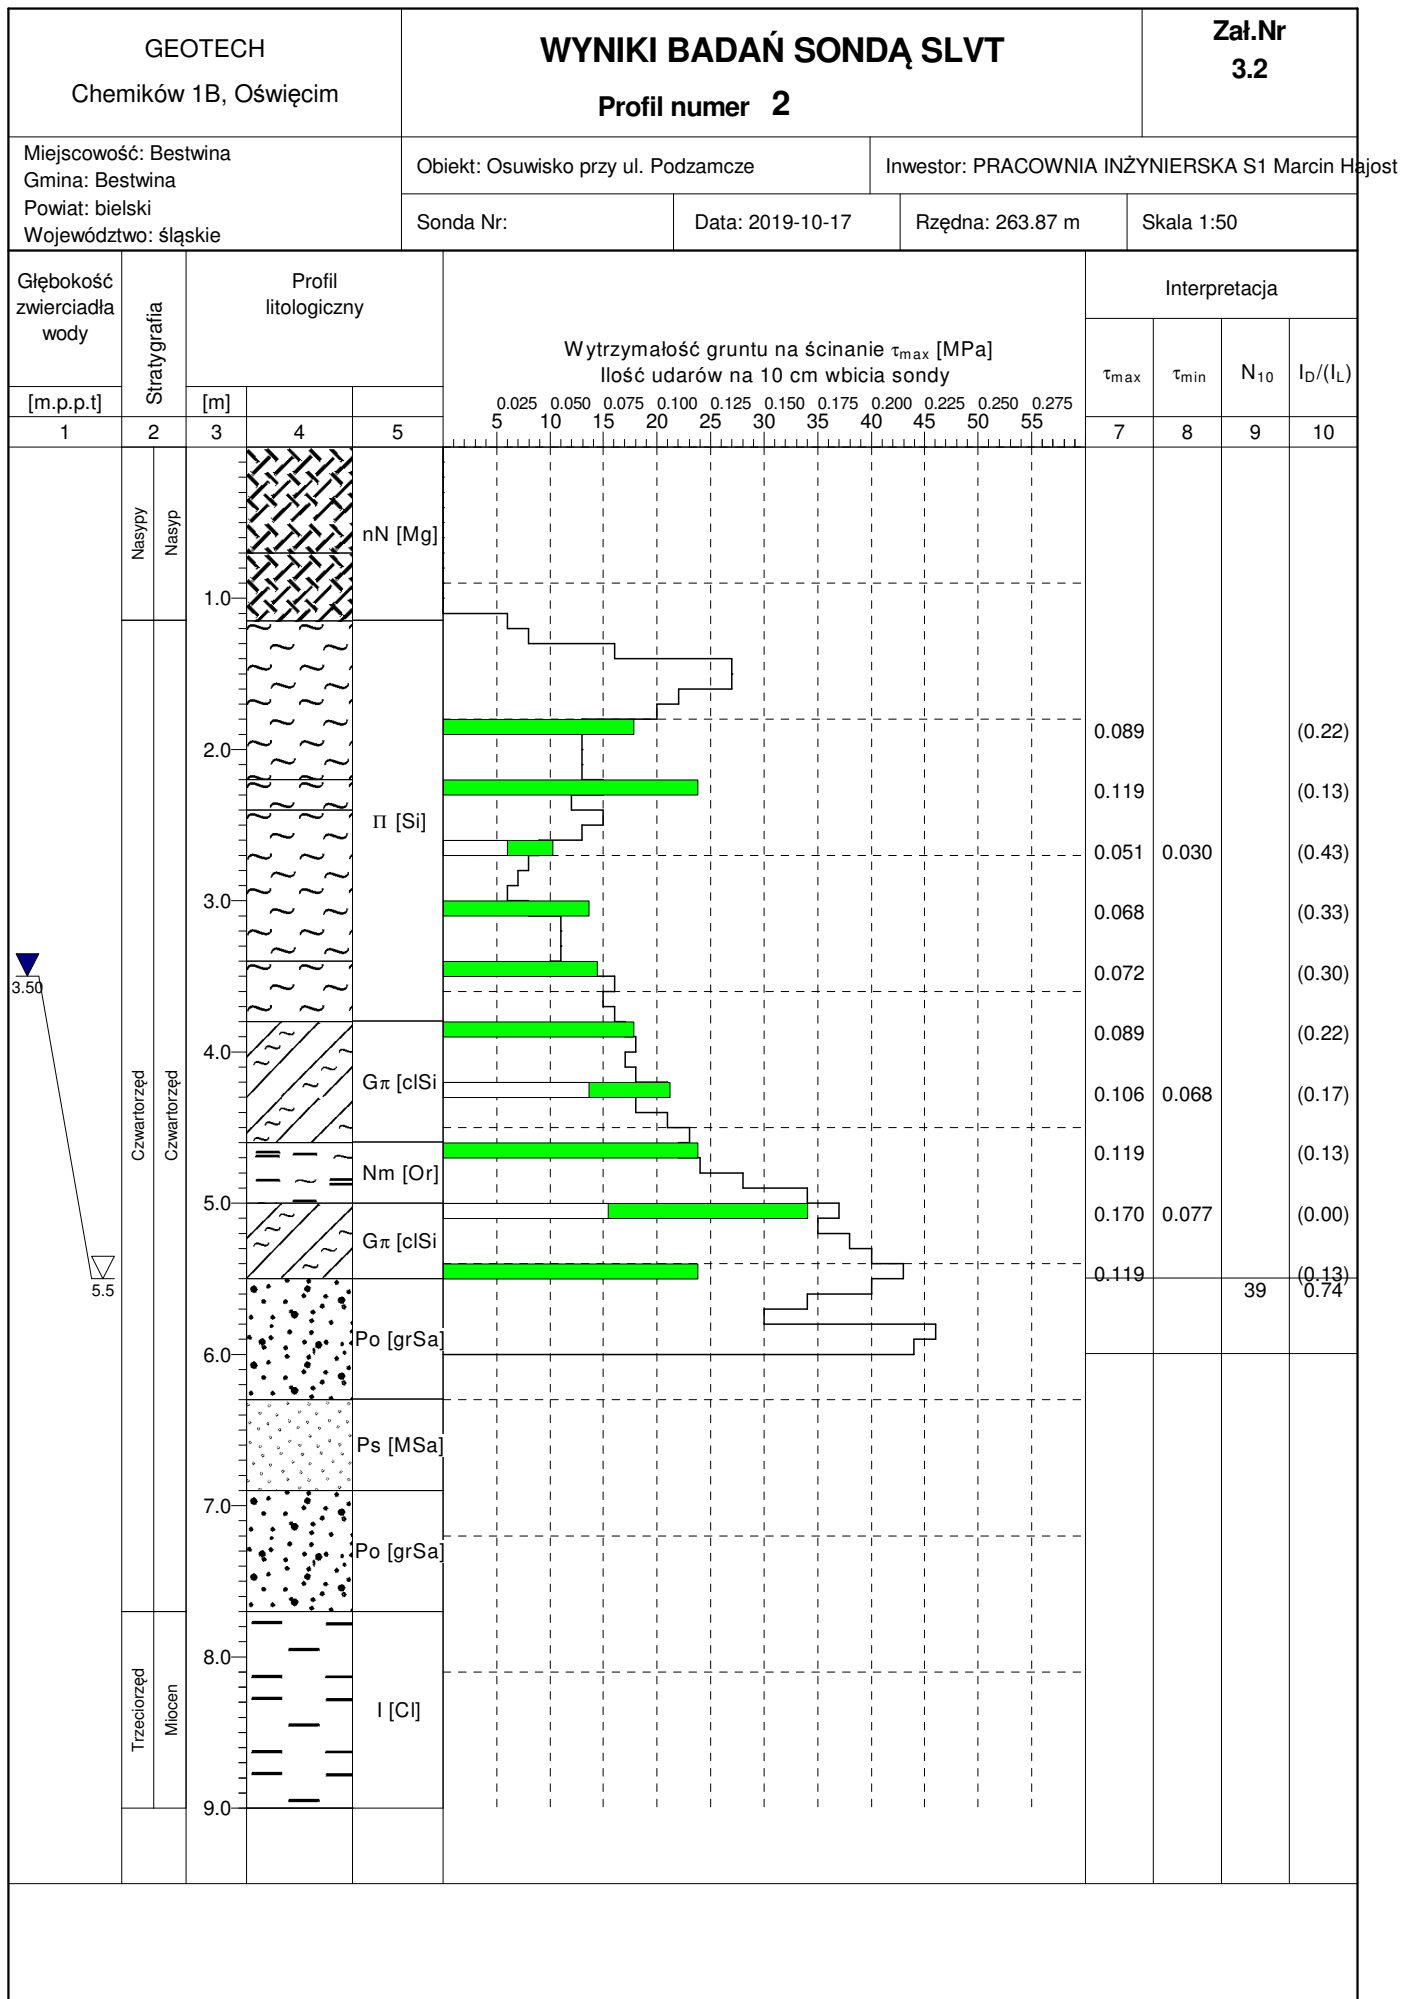 GEOTECH
Chemików 1B, Oświęcim
WYNIKI BADAŃ SONDĄ SLVT
Profil numer 2
Zał.Nr
3.2
Miejscowość: Bestwina
Gmina: Bestwina
Powiat: bielski
Województwo: śląskie
Obiekt: Osuwisko przy ul. Podzamcze
Inwestor: PRACOWNIA INŻYNIERSKA S1 Marcin Hajost
Sonda Nr:
Data: 2019-10-17
Rzędna: 263.87 m
Skala 1:50
Głębokość
zwierciadła
wody
[m.p.p.t]
Stratygrafia
Profil
litologiczny
[m]
Wytrzymałość gruntu na ścinanie τmax [MPa]
Ilość udarów na 10 cm wbicia sondy
0.025 0.050 0.075 0.100 0.125 0.150 0.175 0.200 0.225 0.250 0.275
5 10 15 20 25 30 35 40 45 50 55
Interpretacja
τmax τmin N10 ID/(IL)
1 2 3 4 5 7 8 9 10
Nasypy
Nasyp
nN [Mg]
1.0
0.089 (0.22)
2.0
0.119 (0.13)
Π [Si]
0.051 0.030 (0.43)
3.0
0.068 (0.33)
3.50
0.072 (0.30)
0.089 (0.22)
4.0
Gπ [clSi
0.106 0.068 (0.17)
Czwartorzęd
Czwartorzęd
0.119 (0.13)
Nm [Or]
5.0
0.170 0.077 (0.00)
Gπ [clSi
0.119 (0.13)
5.5
39 0.74
Po [grSa]
6.0
Ps [MSa]
7.0
Po [grSa]
8.0
Trzeciorzęd
Miocen
I [Cl]
9.0